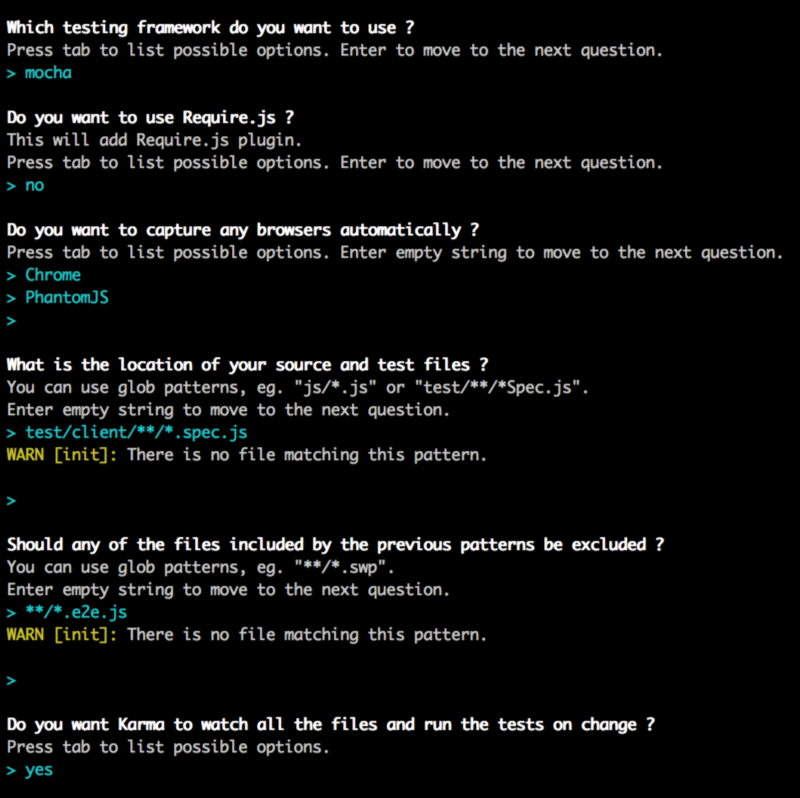 Which testing framework do you want to use ?
Press tab to list possible options. Enter to move to the next question.
> mocha
Do you want to use Require.js ?
This will add Require.js plugin.
Press tab to list possible options. Enter to move to the next question.
> no
Do you want to capture any browsers automatically ?
Press tab to list possible options. Enter empty string to move to the next question.
> Chrome
> PhantomJS
>
What is the location of your source and test files ?
You can use glob patterns, eg. "js/*.js" or "test/**/*Spec.js".
Enter empty string to move to the next question.
> test/client/**/*.spec.js
WARN [init]: There is no file matching this pattern.
>
Should any of the files included by the previous patterns be excluded ?
You can use glob patterns, eg. "**/*.swp".
Enter empty string to move to the next question.
> **/*.e2e.js
WARN [init]: There is no file matching this pattern.
>
Do you want Karma to watch all the files and run the tests on change ?
Press tab to list possible options.
> yes